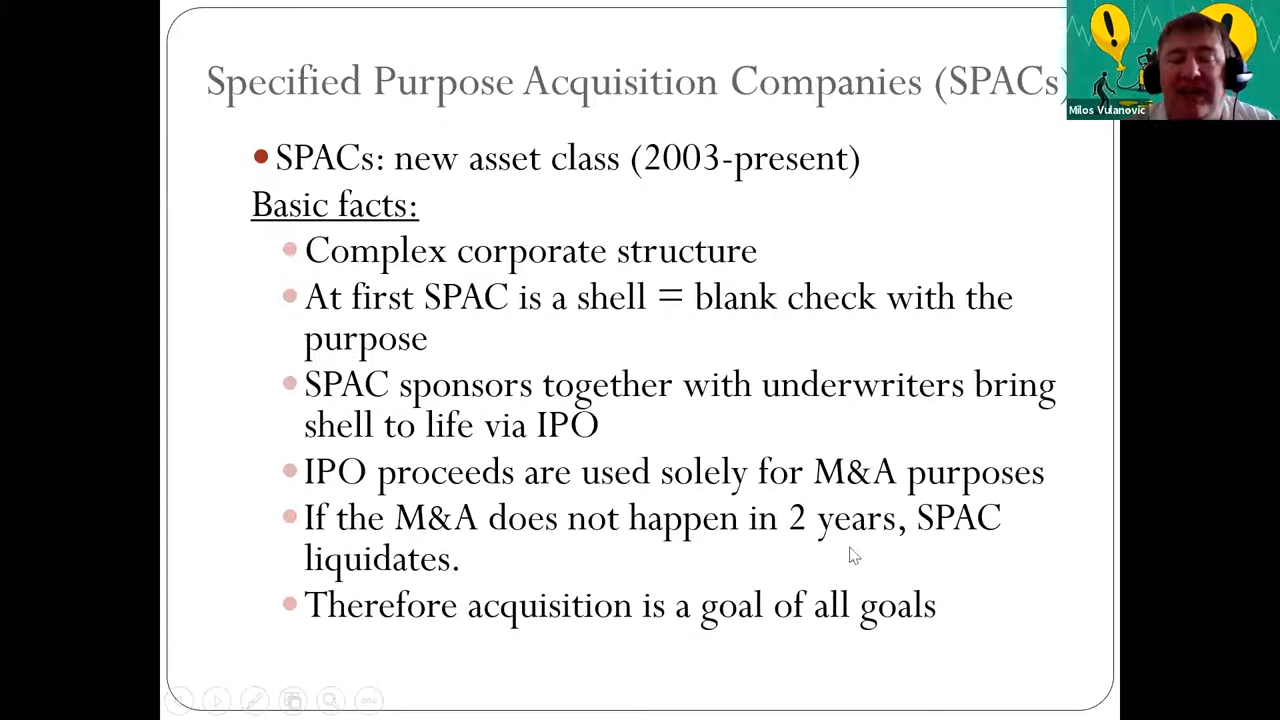 Specified Purpose Acquisition Companies (SPACs)
Milos Vulanovic
• SPACs: new asset class (2003-present)
Basic facts:
• Complex corporate structure
• At first SPAC is a shell = blank check with the
purpose
• SPAC sponsors together with underwriters bring
shell to life via IPO
• IPO proceeds are used solely for M&A purposes
• If the M&A does not happen in 2 years, SPAC
liquidates.
• Therefore acquisition is a goal of all goals